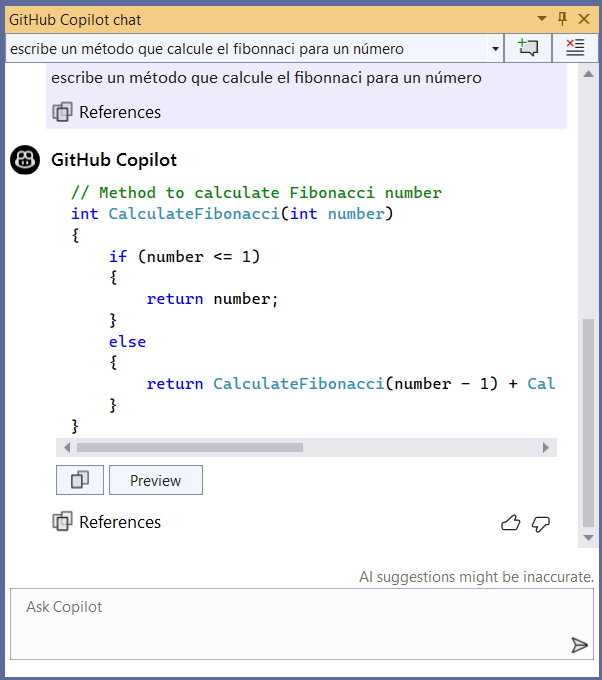 GitHub Copilot chat
escribe un método que calcule el fibonnaci para un número
escribe un método que calcule el fibonnaci para un número
References
GitHub Copilot
// Method to calculate Fibonacci number
int CalculateFibonacci(int number)
{
    if (number <= 1)
    {
        return number;
    }
    else
    {
        return CalculateFibonacci(number - 1) + Cal
    }
}
Preview
References
AI suggestions might be inaccurate.
Ask Copilot